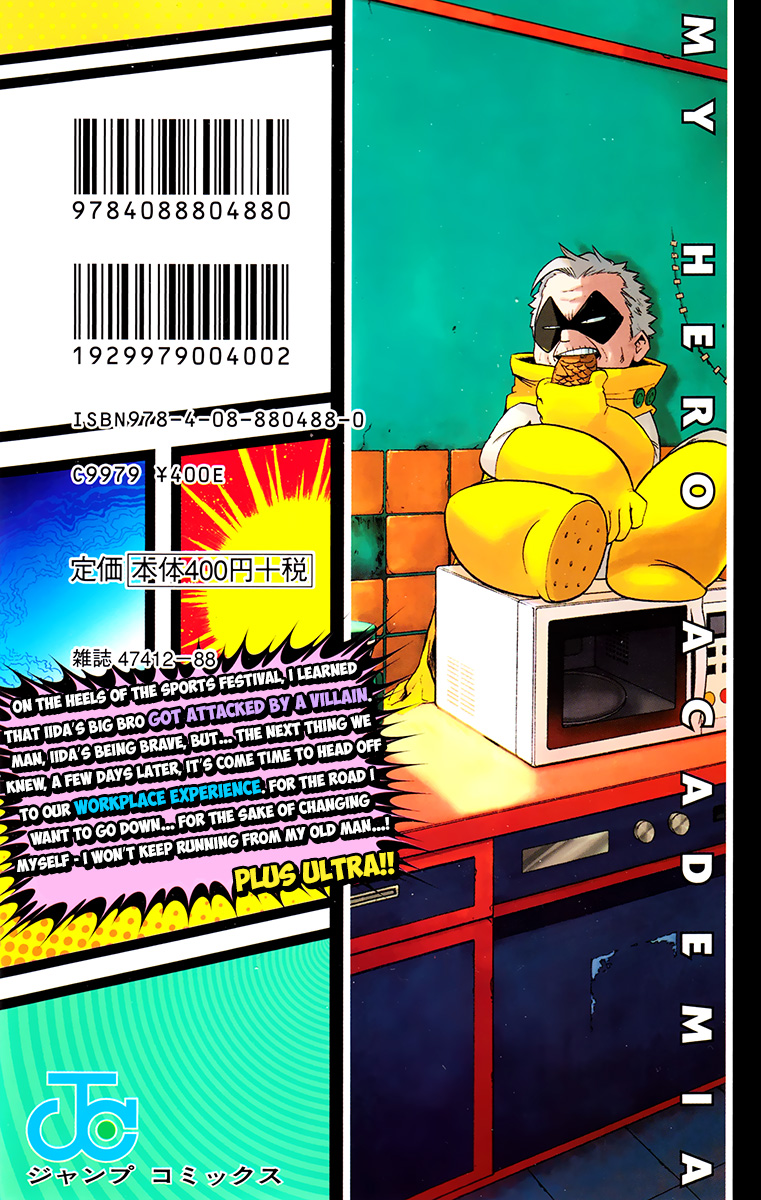 9784088804880
1929979004002
ISBN978-4-08-880488-0
C9979 ¥400E
定価 本体400円+税
雑誌 47412-88
ON THE HEELS OF THE SPORTS FESTIVAL, I LEARNED
THAT IIDA'S BIG BRO GOT ATTACKED BY A VILLAIN.
MAN, IIDA'S BEING BRAVE, BUT... THE NEXT THING WE
KNEW, A FEW DAYS LATER, IT'S COME TIME TO HEAD OFF
TO OUR WORKPLACE EXPERIENCE. FOR THE ROAD I
WANT TO GO DOWN... FOR THE SAKE OF CHANGING
MYSELF - I WON'T KEEP RUNNING FROM MY OLD MAN...!
PLUS ULTRA!!
JC
ジャンプ コミックス
MY HERO ACADEMIA